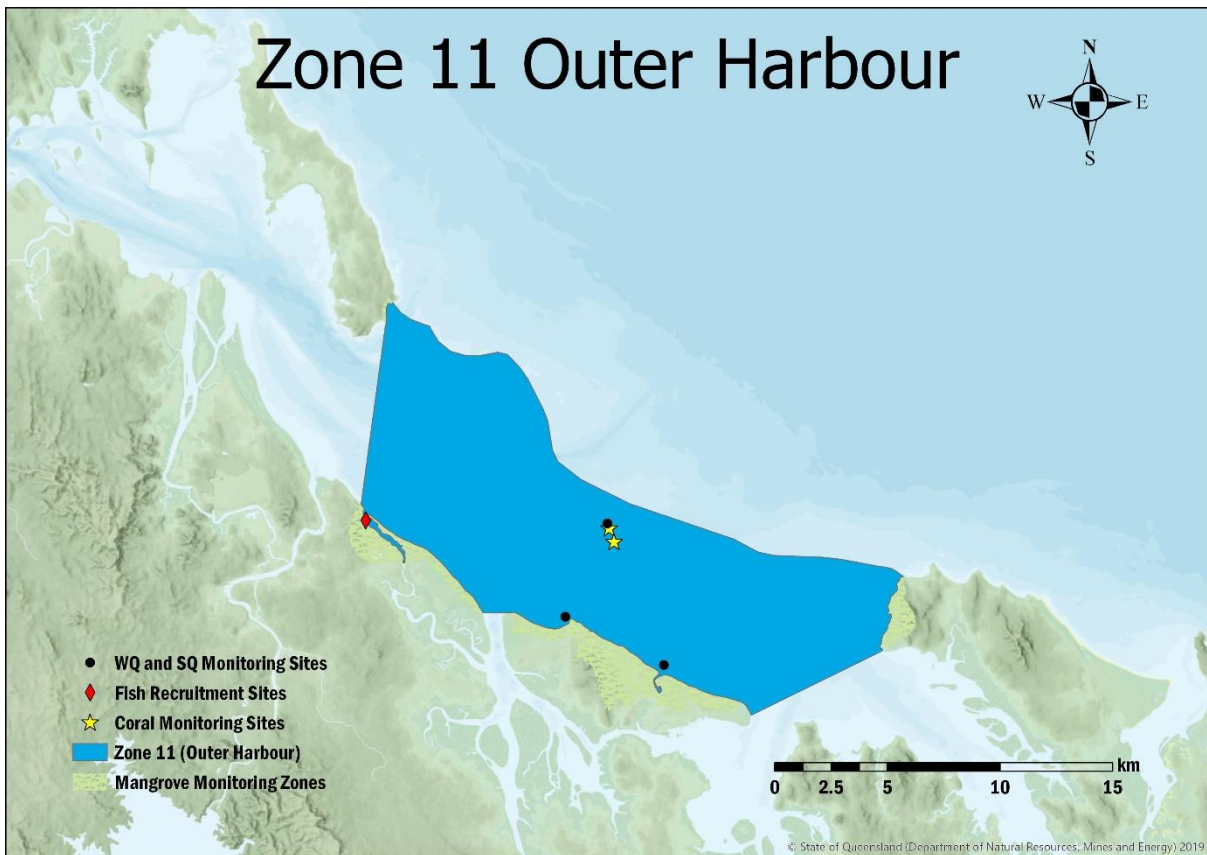 Zone 11 Outer Harbour
N
W E
S
WQ and SQ Monitoring Sites
Fish Recruitment Sites
Coral Monitoring Sites
Zone 11 (Outer Harbour)
Mangrove Monitoring Zones
km
0 2.5 5 10 15
© State of Queensland (Department of Natural Resources, Mines and Energy) 2019